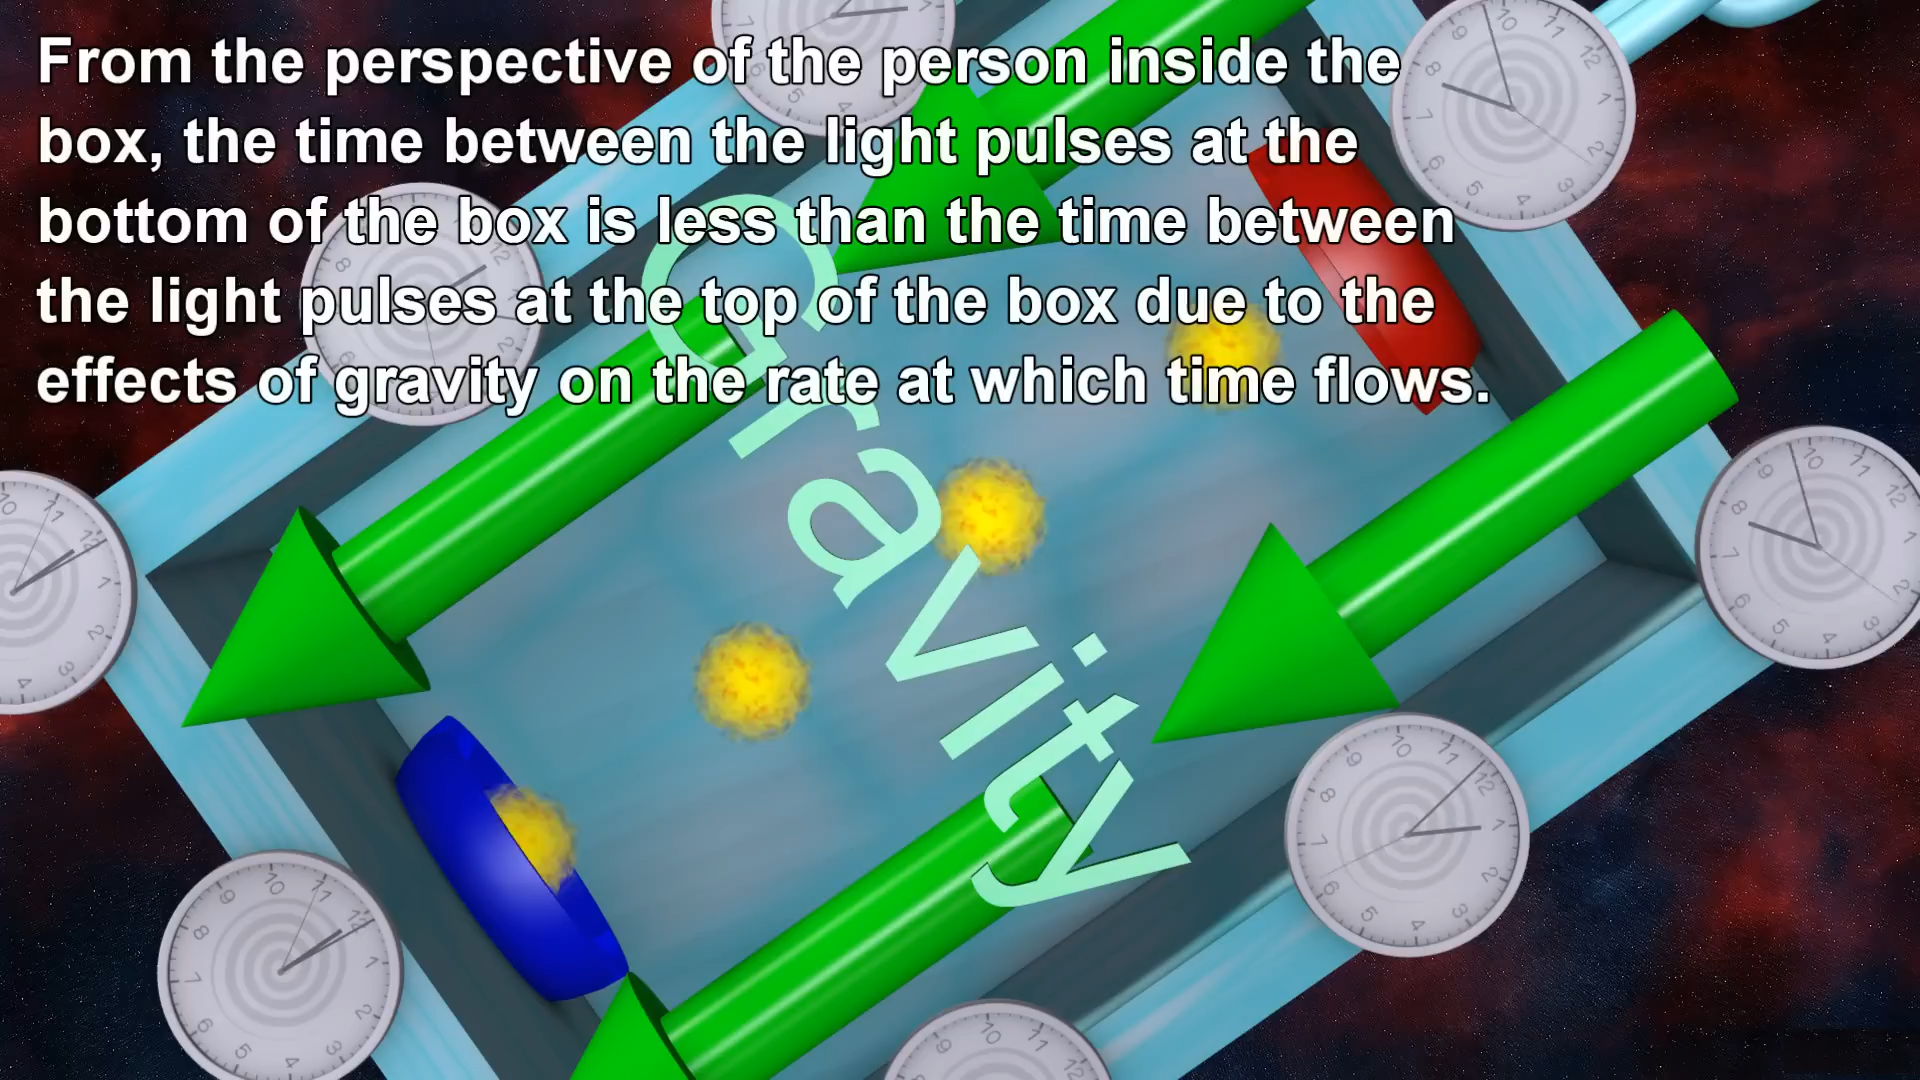 From the perspective of the person inside the
box, the time between the light pulses at the
bottom of the box is less than the time between
the light pulses at the top of the box due to the
effects of gravity on the rate at which time flows.
Gravity